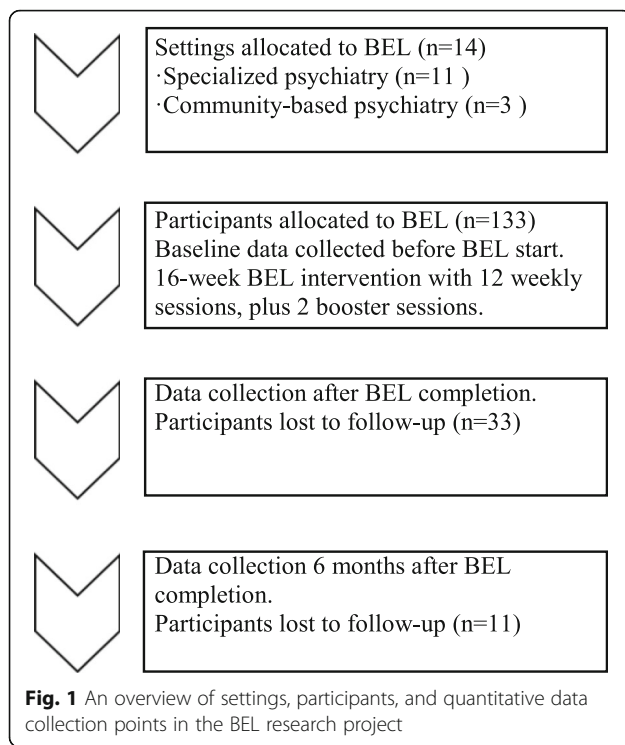 Settings allocated to BEL (n=14)
·Specialized psychiatry (n=11 )
·Community-based psychiatry (n=3 )
Participants allocated to BEL (n=133)
Baseline data collected before BEL start.
16-week BEL intervention with 12 weekly
sessions, plus 2 booster sessions.
Data collection after BEL completion.
Participants lost to follow-up (n=33)
Data collection 6 months after BEL
completion.
Participants lost to follow-up (n=11)
Fig. 1 An overview of settings, participants, and quantitative data
collection points in the BEL research project